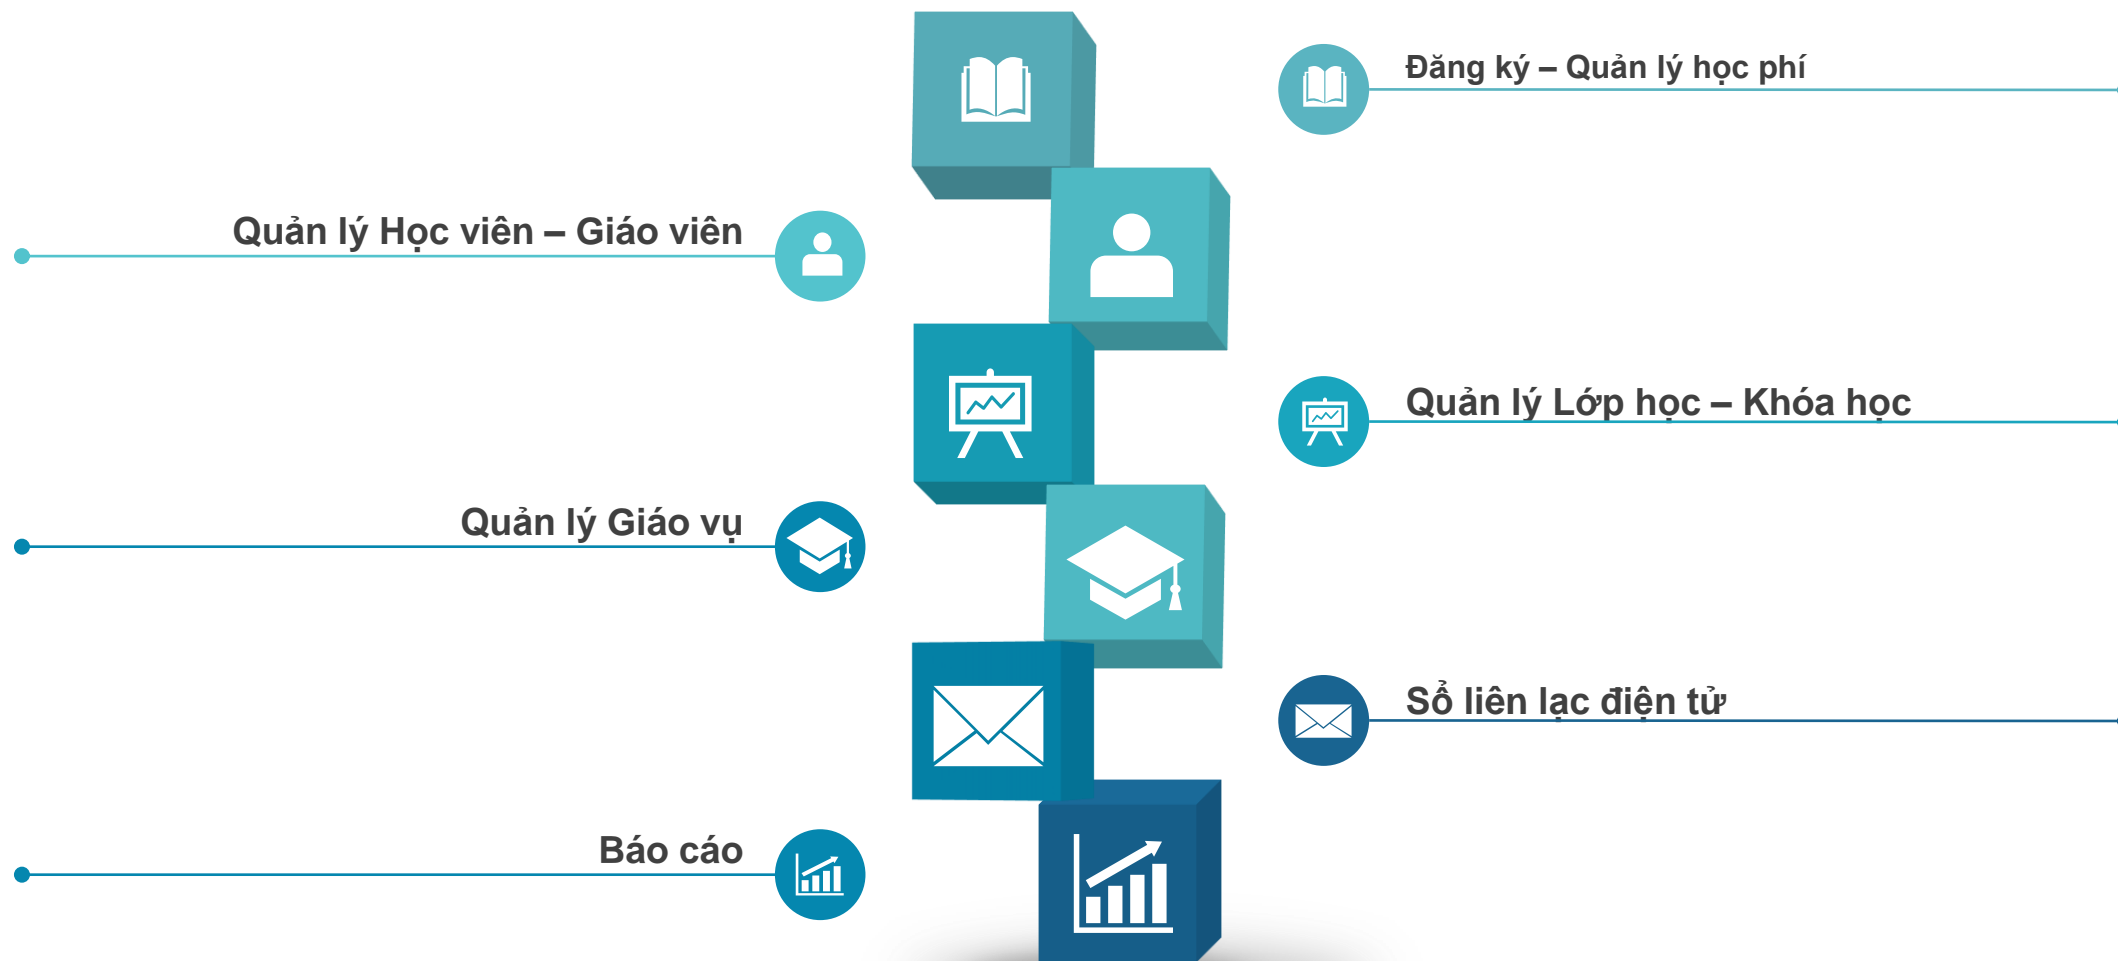 Đăng ký – Quản lý học phí
Quản lý Học viên – Giáo viên
Quản lý Lớp học – Khóa học
Quản lý Giáo vụ
Sổ liên lạc điện tử
Báo cáo